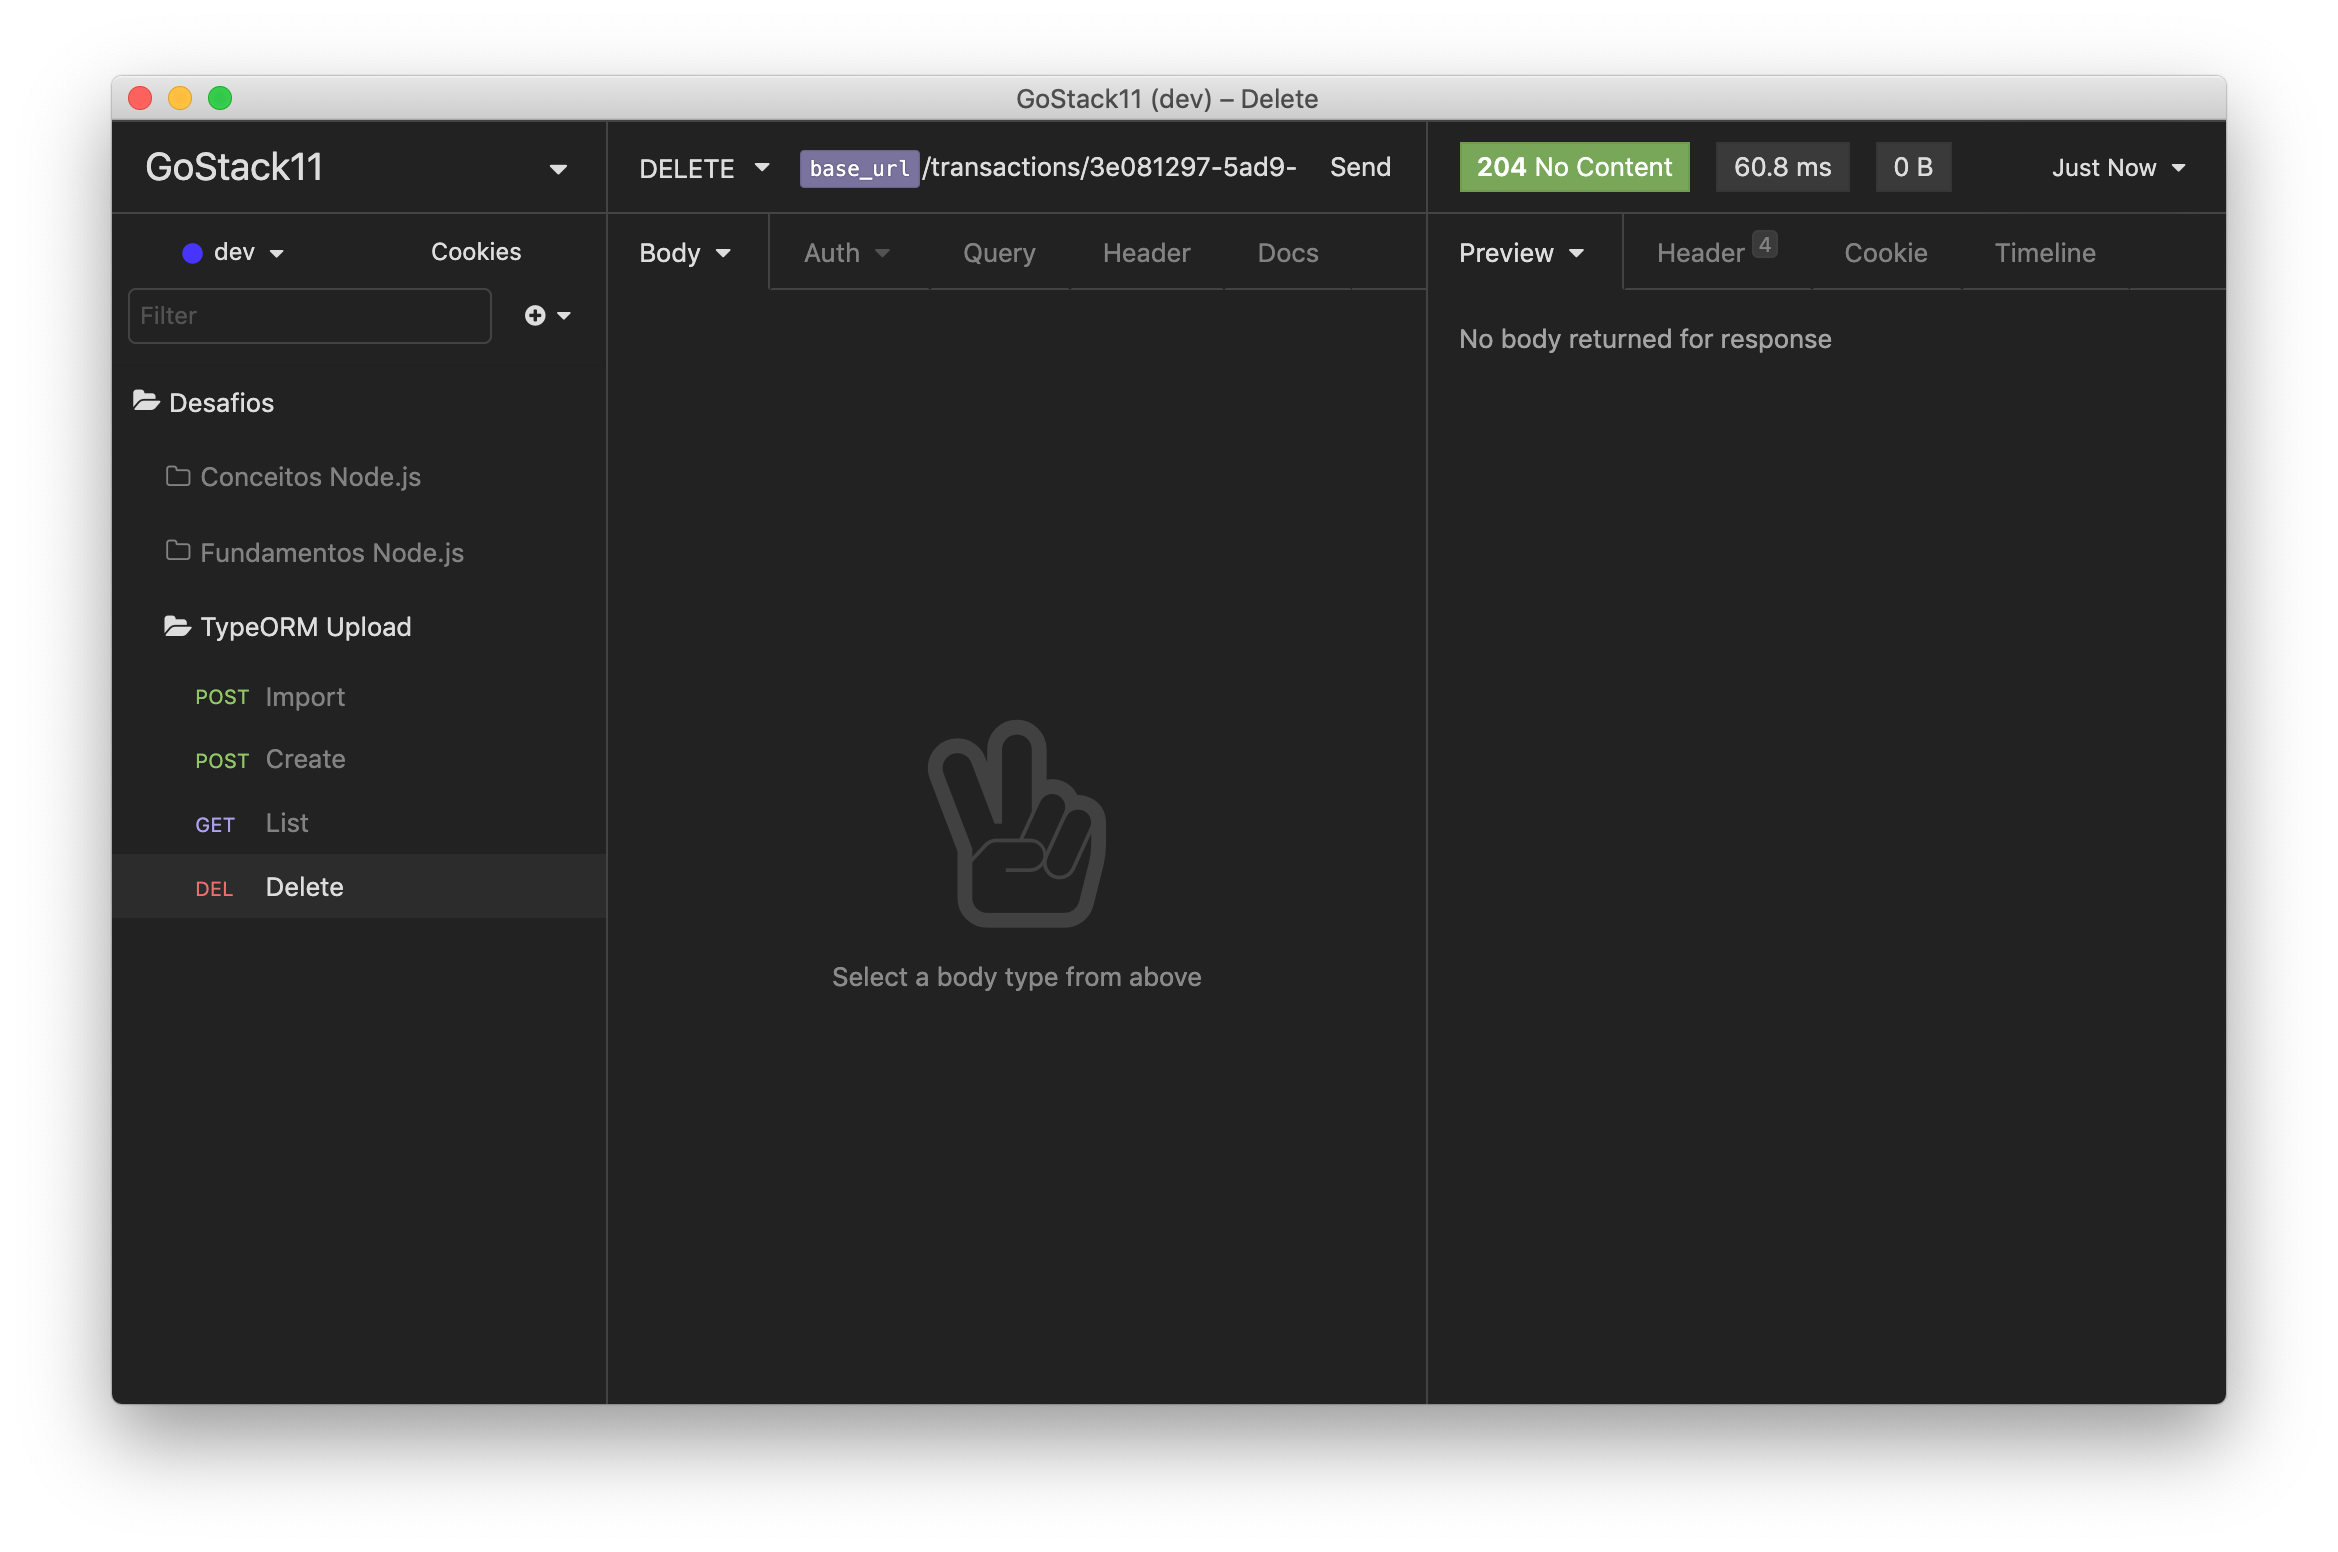 GoStack11 (dev) – Delete
GoStack11
DELETE
base_url/transactions/3e081297-5ad9-
Send
204 No Content
60.8 ms
0 B
Just Now
dev
Cookies
Body
Auth
Query
Header
Docs
Preview
Header 4
Cookie
Timeline
Filter
No body returned for response
Desafios
Conceitos Node.js
Fundamentos Node.js
TypeORM Upload
POST Import
POST Create
GET List
DEL Delete
Select a body type from above